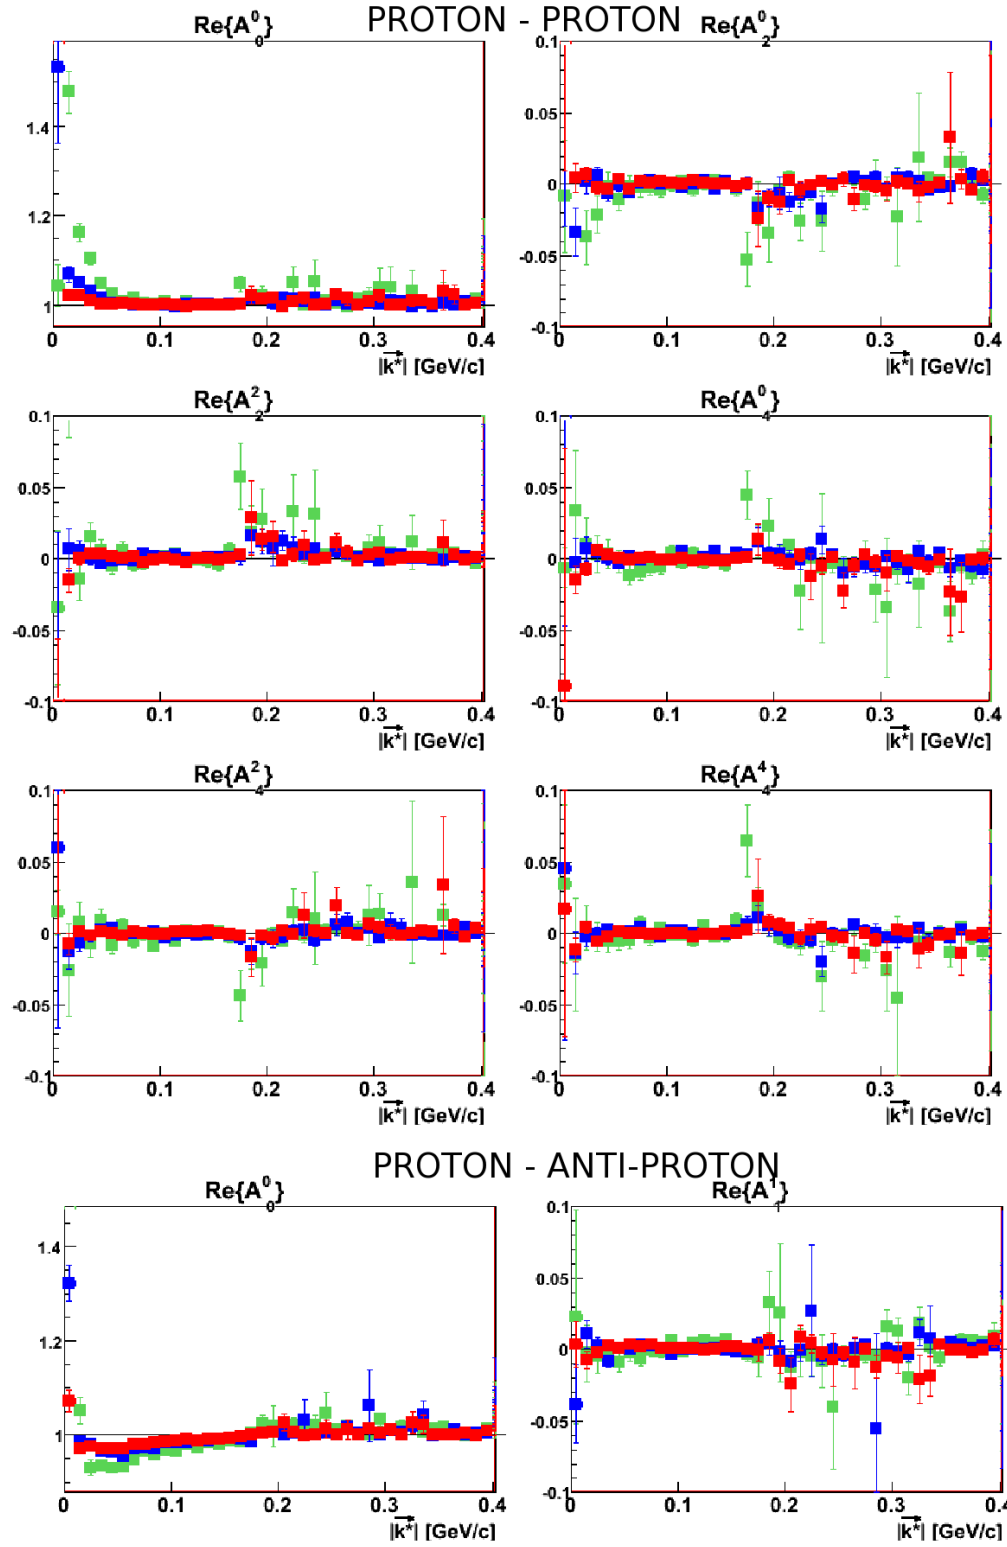 PROTON - PROTON
Re{A⁰₀}
Re{A⁰₂}
1.4
1.2
1
0 0.1 0.2 0.3 0.4
|k*| [GeV/c]
0.1
0.05
0
-0.05
-0.1
0 0.1 0.2 0.3 0.4
|k*| [GeV/c]
Re{A²₂}
Re{A⁰₄}
0.1
0.05
0
-0.05
-0.1
0 0.1 0.2 0.3 0.4
|k*| [GeV/c]
0.1
0.05
0
-0.05
-0.1
0 0.1 0.2 0.3 0.4
|k*| [GeV/c]
Re{A²₄}
Re{A⁴₄}
0.1
0.05
0
-0.05
-0.1
0 0.1 0.2 0.3 0.4
|k*| [GeV/c]
0.1
0.05
0
-0.05
-0.1
0 0.1 0.2 0.3 0.4
|k*| [GeV/c]
PROTON - ANTI-PROTON
Re{A⁰₀}
Re{A¹₁}
1.4
1.2
1
0 0.1 0.2 0.3 0.4
|k*| [GeV/c]
0.1
0.05
0
-0.05
-0.1
0 0.1 0.2 0.3 0.4
|k*| [GeV/c]